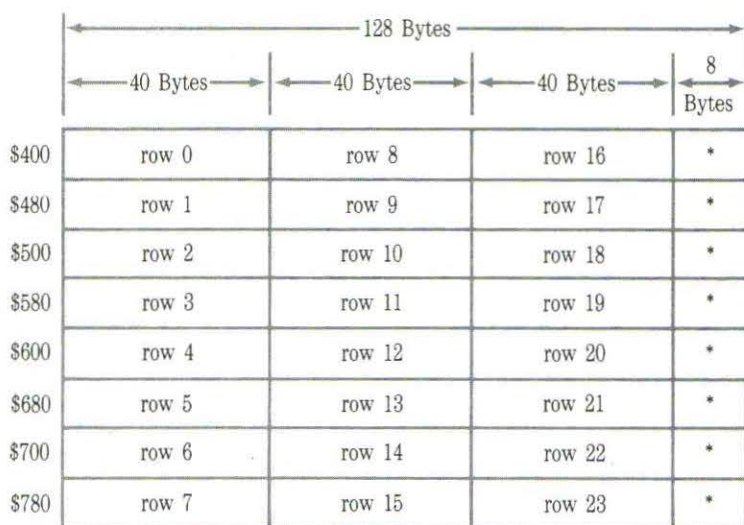 128 Bytes
40 Bytes 40 Bytes 40 Bytes 8 Bytes
$400 row 0 row 8 row 16 *
$480 row 1 row 9 row 17 *
$500 row 2 row 10 row 18 *
$580 row 3 row 11 row 19 *
$600 row 4 row 12 row 20 *
$680 row 5 row 13 row 21 *
$700 row 6 row 14 row 22 *
$780 row 7 row 15 row 23 *